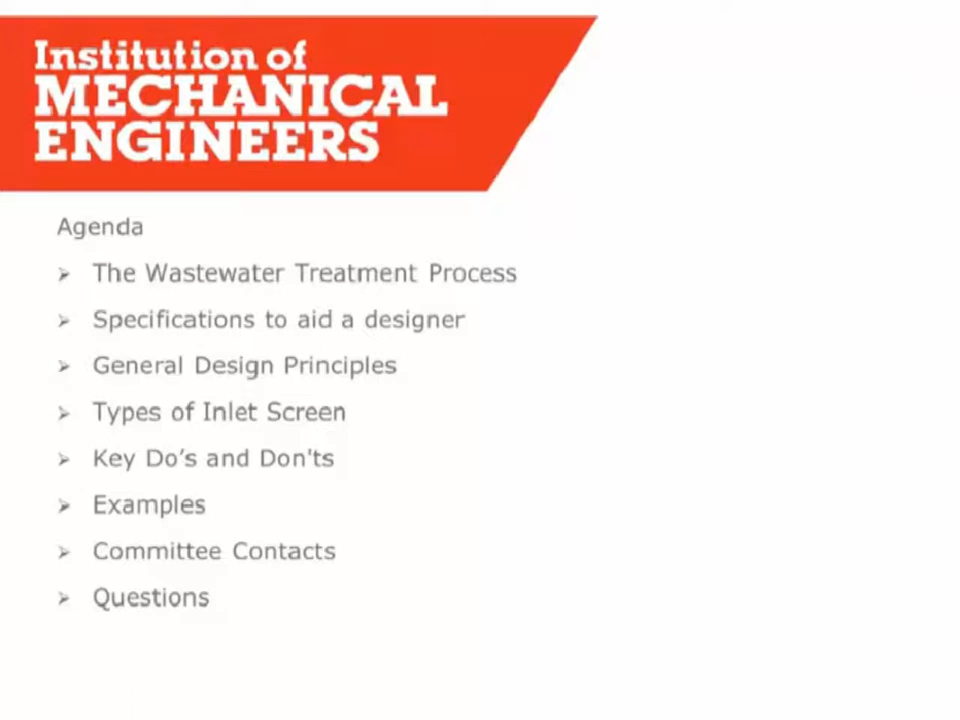 Institution of
MECHANICAL
ENGINEERS
Agenda
➢ The Wastewater Treatment Process
➢ Specifications to aid a designer
➢ General Design Principles
➢ Types of Inlet Screen
➢ Key Do’s and Don'ts
➢ Examples
➢ Committee Contacts
➢ Questions